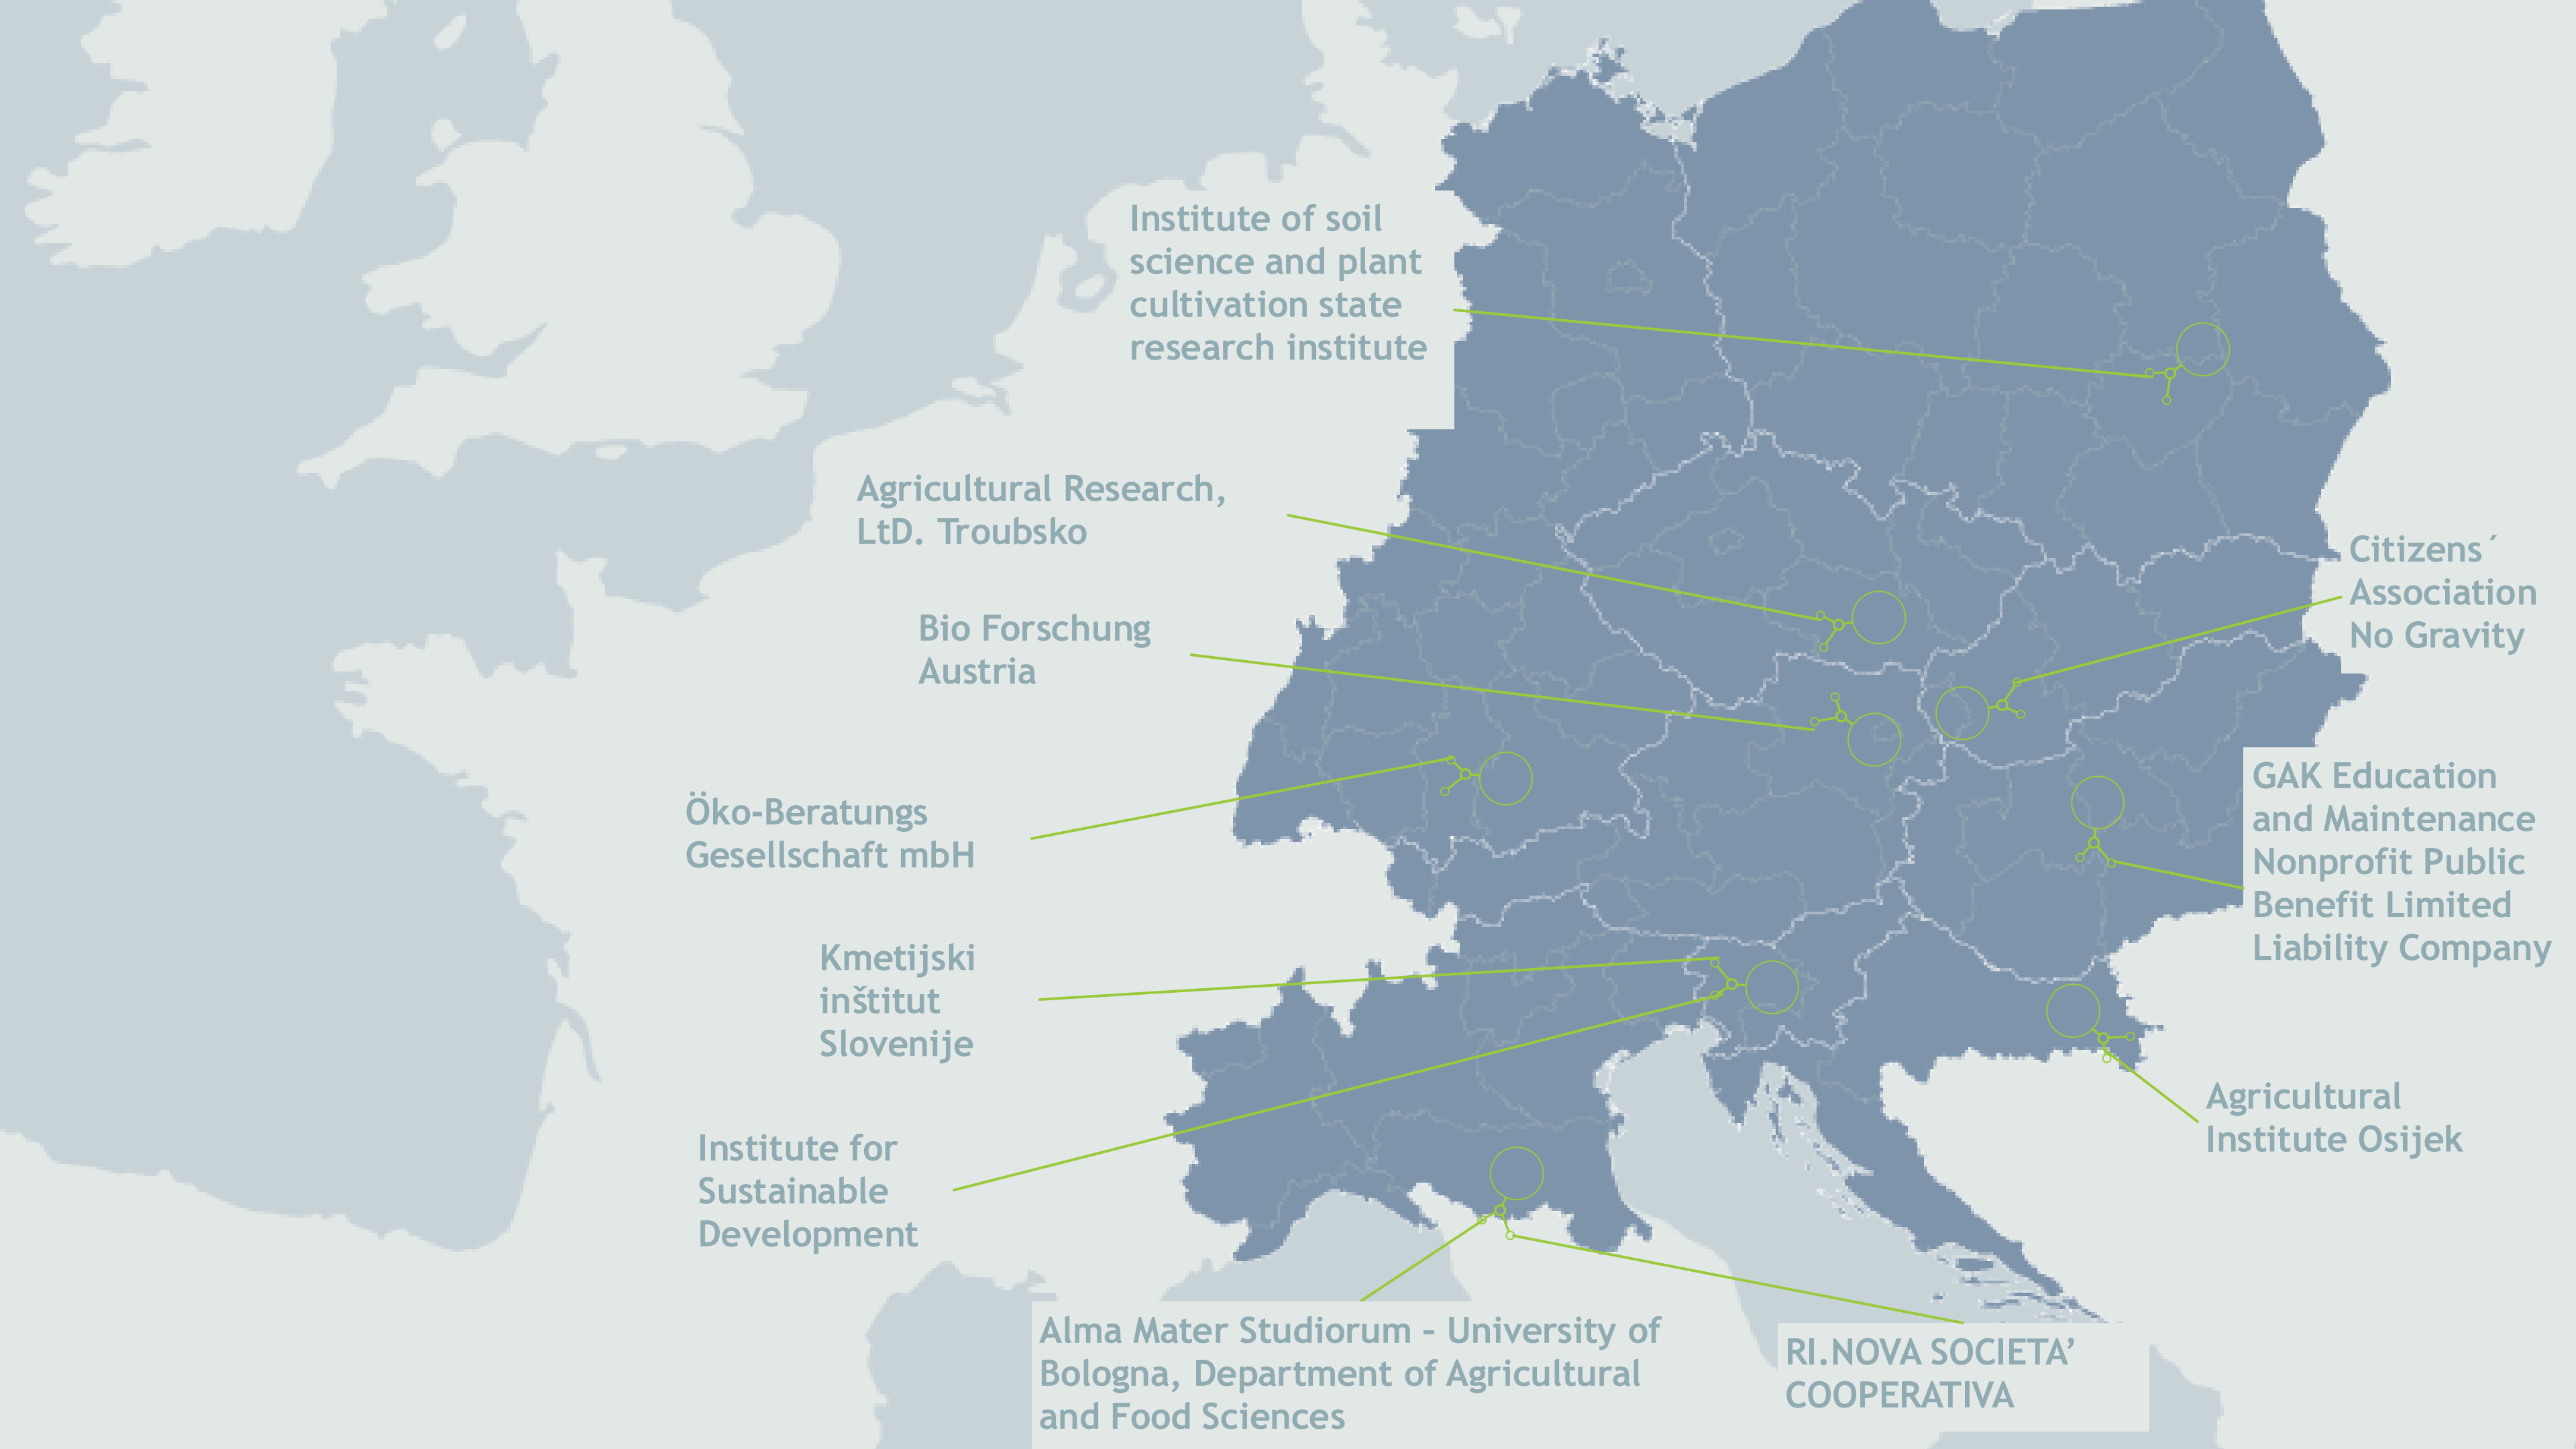 Institute of soil
science and plant
cultivation state
research institute
Agricultural Research,
LtD. Troubsko
Citizens´
Association
No Gravity
Bio Forschung
Austria
GAK Education
and Maintenance
Nonprofit Public
Benefit Limited
Liability Company
Öko-Beratungs
Gesellschaft mbH
Kmetijski
inštitut
Slovenije
Agricultural
Institute Osijek
Institute for
Sustainable
Development
Alma Mater Studiorum – University of
Bologna, Department of Agricultural
and Food Sciences
RI.NOVA SOCIETA’
COOPERATIVA